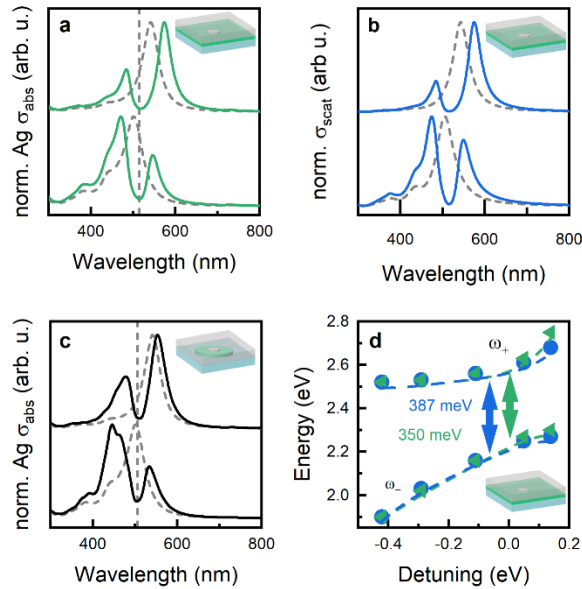 a
norm. Ag σabs (arb. u.)
400 600 800
Wavelength (nm)
b
norm. σscat (arb u.)
400 600 800
Wavelength (nm)
c
norm. Ag σabs (arb. u.)
400 600 800
Wavelength (nm)
d
Energy (eV)
2.8
2.6
2.4
2.2
2.0
ω+
387 meV
350 meV
ω−
-0.4 -0.2 0.0 0.2
Detuning (eV)